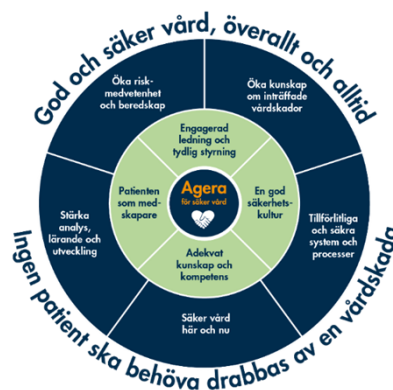 God och säker vård, överallt och alltid
Öka risk-
medvetenhet
och beredskap
Öka kunskap
om inträffade
vårdskador
Engagerad
ledning och
tydlig styrning
Patienten
som med-
skapare
Agera
för säker vård
En god
säkerhets-
kultur
Stärka
analys,
lärande och
utveckling
Tillförlitliga
och säkra
system och
processer
Adekvat
kunskap och
kompetens
Säker vård
här och nu
Ingen patient ska behöva drabbas av en vårdskada